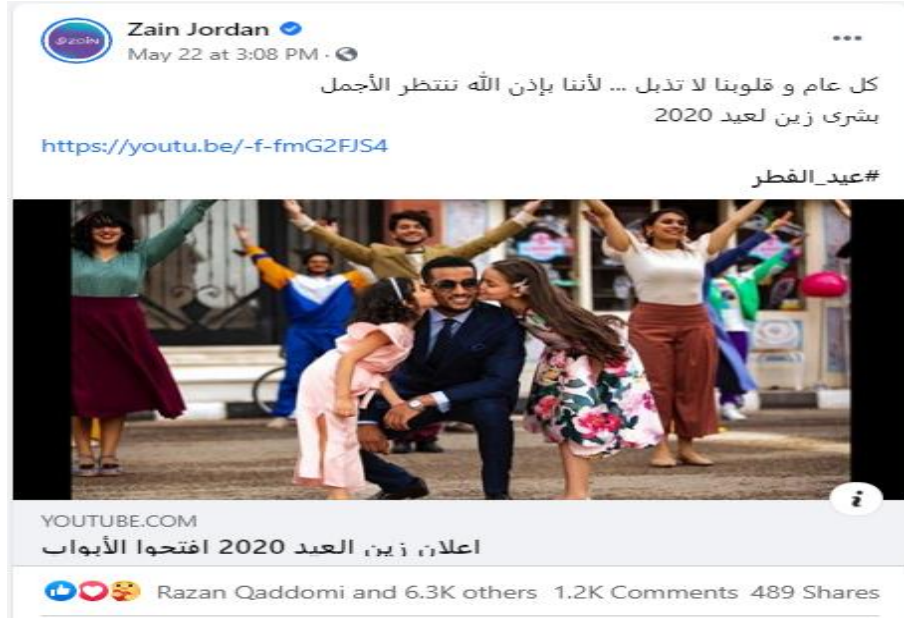 zain
Zain Jordan
May 22 at 3:08 PM ·
كل عام و قلوبنا لا تذبل ... لأننا بإذن الله ننتظر الأجمل
بشرى زين لعيد 2020
https://youtu.be/-f-fmG2FJS4
#عيد_الفطر
YOUTUBE.COM
اعلان زين العيد 2020 افتحوا الأبواب
Razan Qaddomi and 6.3K others 1.2K Comments 489 Shares